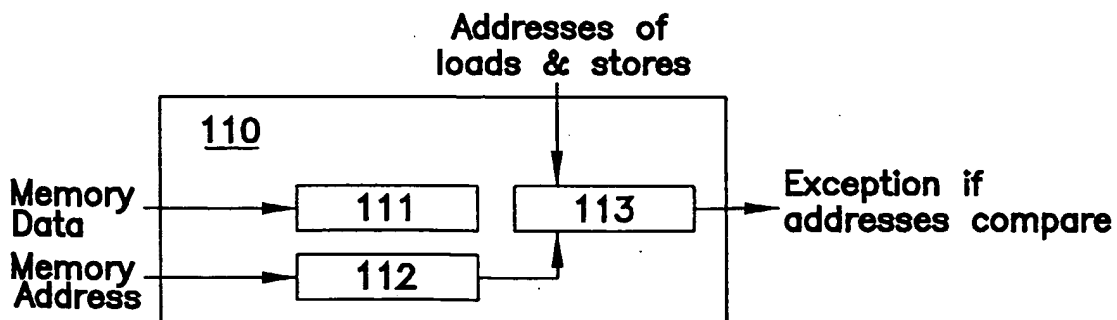 Addresses of
loads & stores
110
Memory
Data
111
113
Exception if
addresses compare
Memory
Address
112